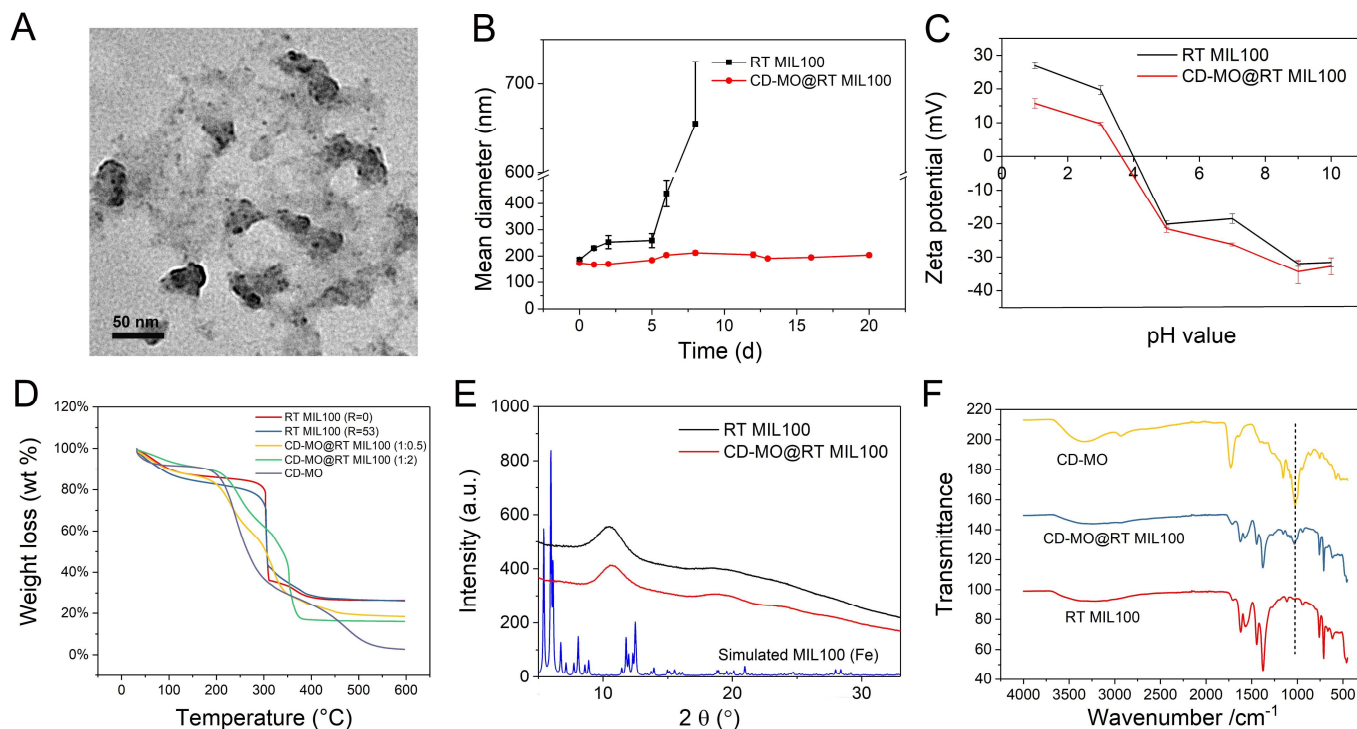 A
50 nm
B
RT MIL100
CD-MO@RT MIL100
Mean diameter (nm)
700
600
400
300
200
100
0
0 5 10 15 20
Time (d)
C
RT MIL100
CD-MO@RT MIL100
Zeta potential (mV)
30
20
10
0
-10
-20
-30
-40
0 2 4 6 8 10
pH value
D
RT MIL100 (R=0)
RT MIL100 (R=53)
CD-MO@RT MIL100 (1:0.5)
CD-MO@RT MIL100 (1:2)
CD-MO
Weight loss (wt %)
120%
100%
80%
60%
40%
20%
0%
0 100 200 300 400 500 600
Temperature (°C)
E
RT MIL100
CD-MO@RT MIL100
Simulated MIL100 (Fe)
Intensity (a.u.)
1000
800
600
400
200
0
10 20 30
2 θ (°)
F
CD-MO
CD-MO@RT MIL100
RT MIL100
Transmittance
220
200
180
160
140
120
100
80
60
4000 3500 3000 2500 2000 1500 1000 500
Wavenumber /cm-1